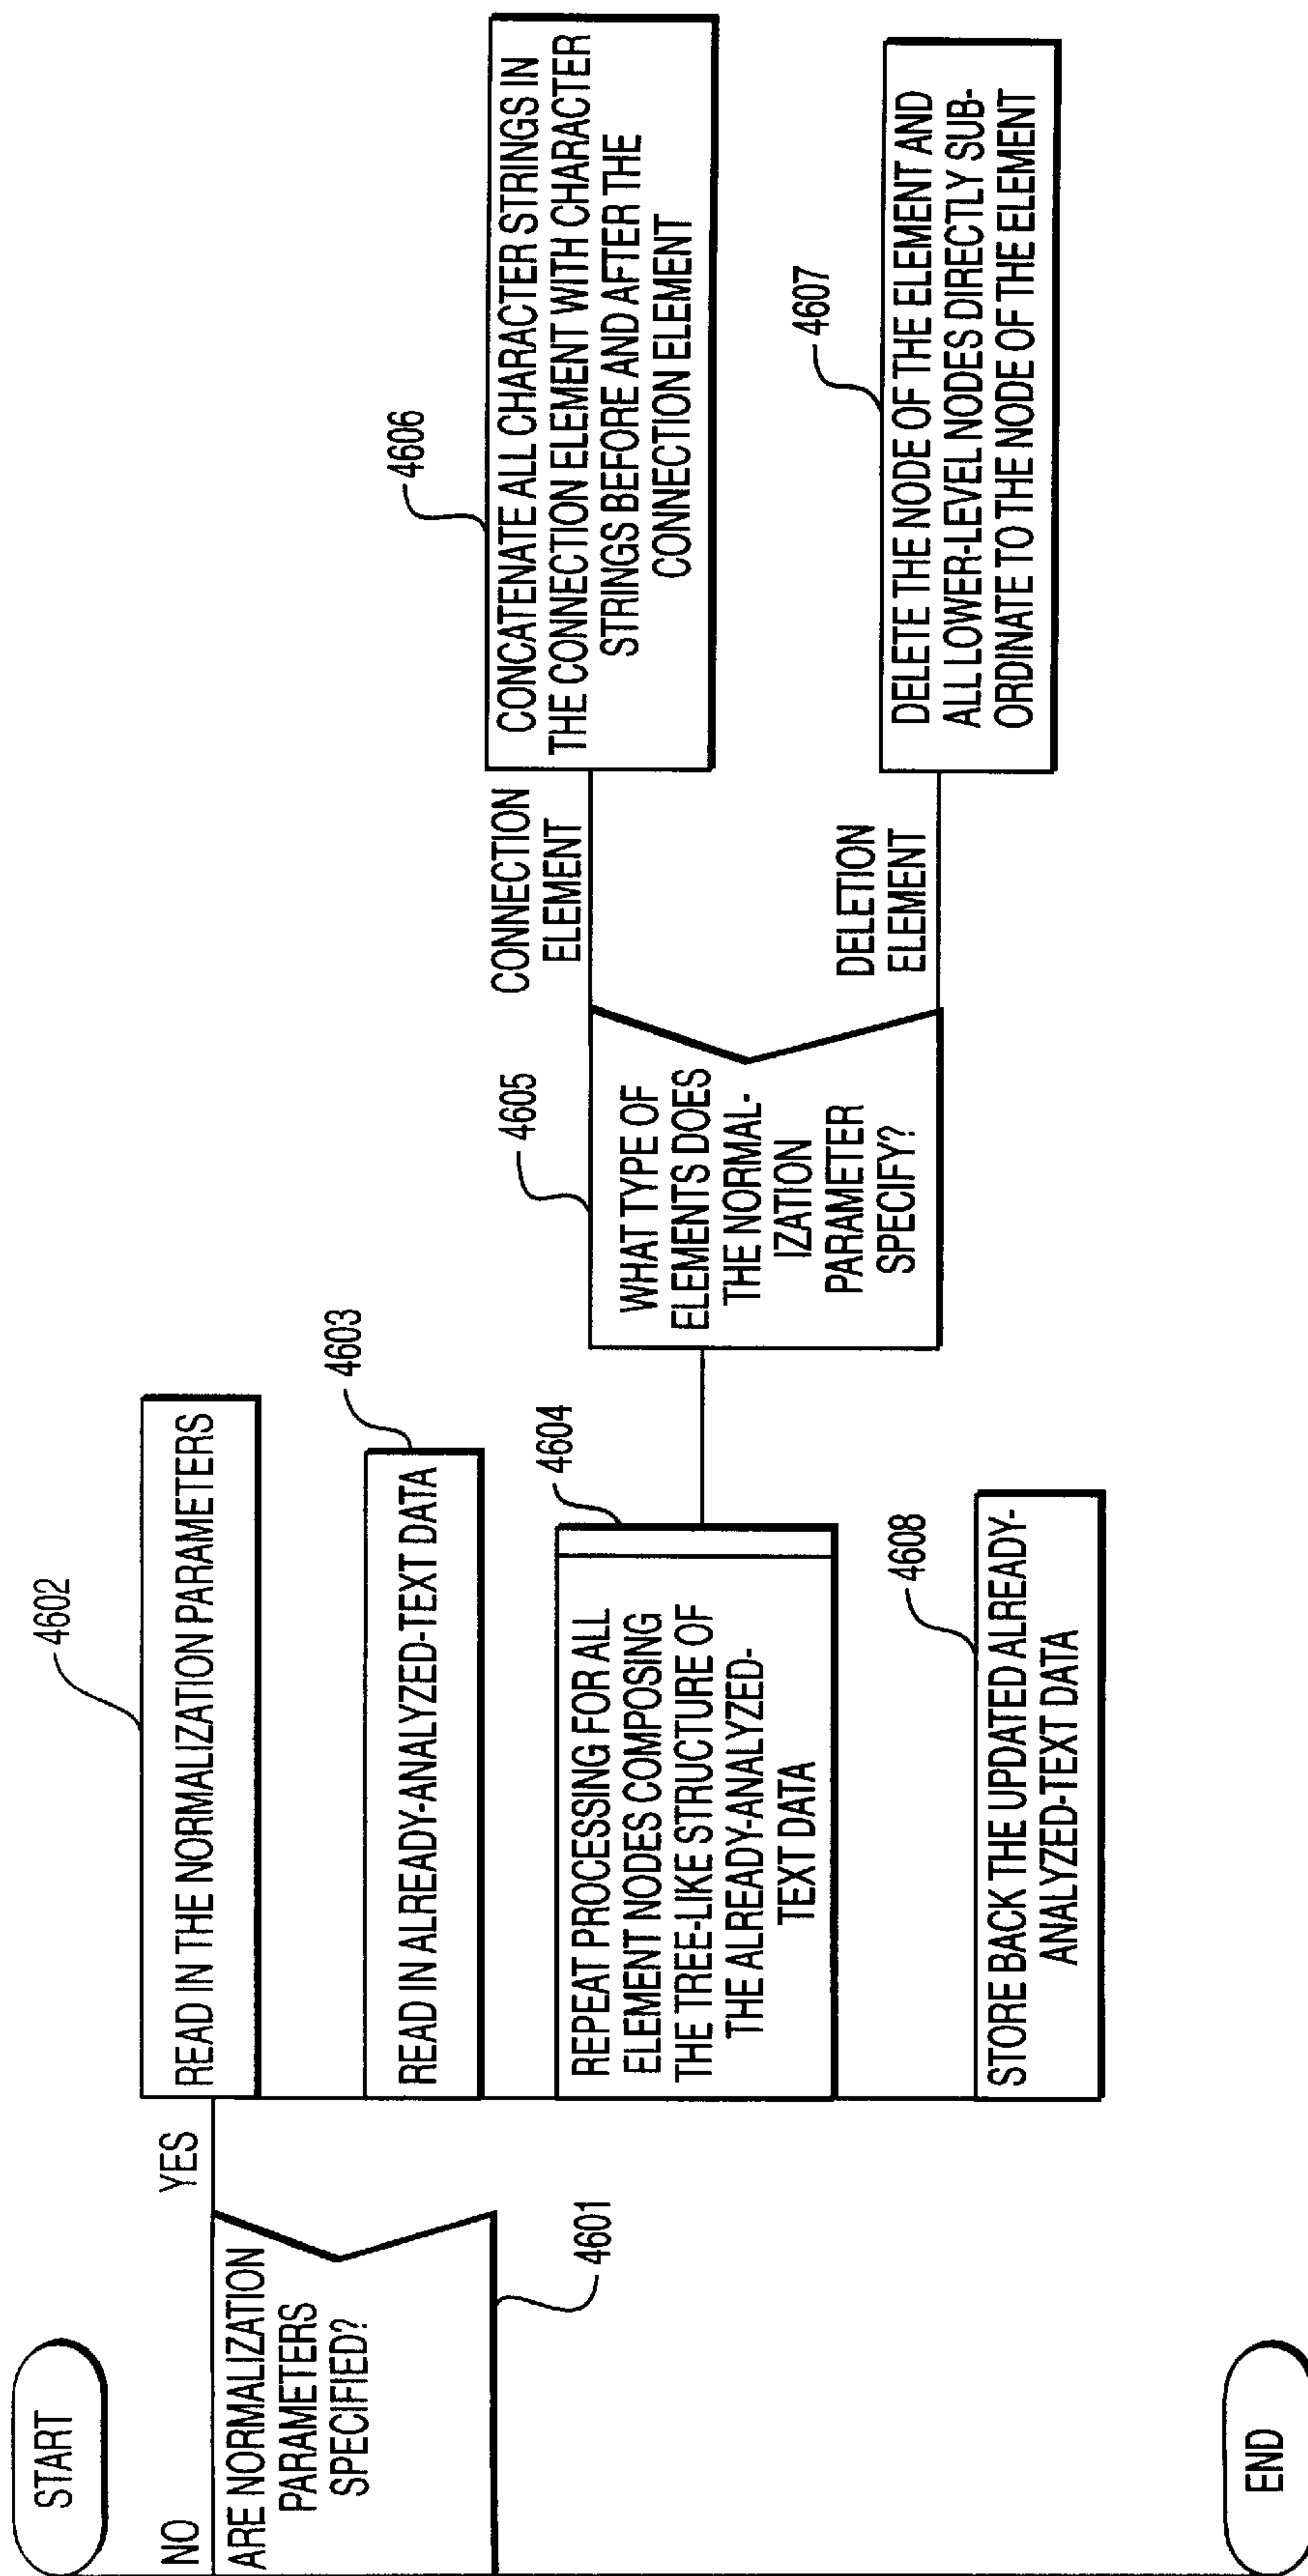 START
NO
YES
ARE NORMALIZATION
PARAMETERS
SPECIFIED?
4601
4602
READ IN THE NORMALIZATION PARAMETERS
4603
READ IN ALREADY-ANALYZED-TEXT DATA
4604
REPEAT PROCESSING FOR ALL
ELEMENT NODES COMPOSING
THE TREE-LIKE STRUCTURE OF
THE ALREADY-ANALYZED-
TEXT DATA
4605
WHAT TYPE OF
ELEMENTS DOES
THE NORMAL-
IZATION
PARAMETER
SPECIFY?
CONNECTION
ELEMENT
4606
CONCATENATE ALL CHARACTER STRINGS IN
THE CONNECTION ELEMENT WITH CHARACTER
STRINGS BEFORE AND AFTER THE
CONNECTION ELEMENT
DELETION
ELEMENT
4607
DELETE THE NODE OF THE ELEMENT AND
ALL LOWER-LEVEL NODES DIRECTLY SUB-
ORDINATE TO THE NODE OF THE ELEMENT
4608
STORE BACK THE UPDATED ALREADY-
ANALYZED-TEXT DATA
END